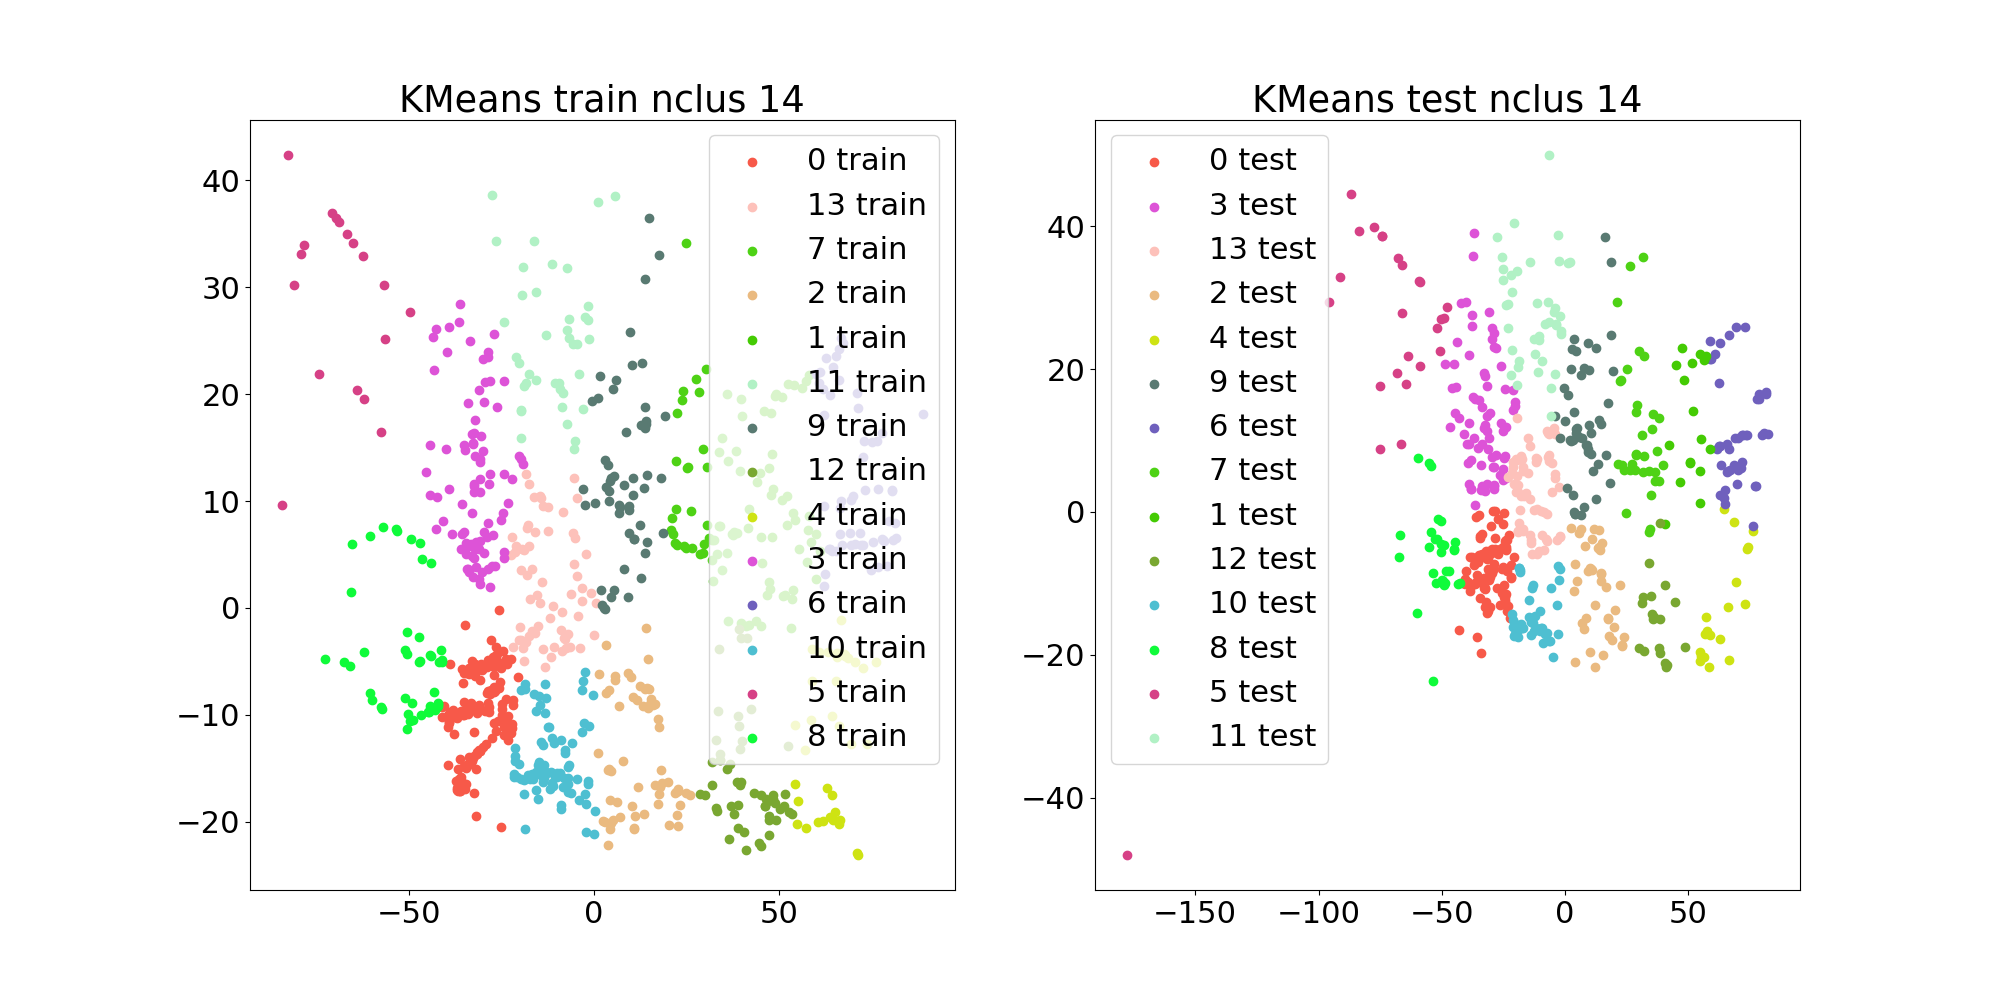 KMeans train nclus 14
40
30
20
10
0
−10
−20
−50
0
50
0 train
13 train
7 train
2 train
1 train
11 train
9 train
12 train
4 train
3 train
6 train
10 train
5 train
8 train
KMeans test nclus 14
40
20
0
−20
−40
−150
−100
−50
0
50
0 test
3 test
13 test
2 test
4 test
9 test
6 test
7 test
1 test
12 test
10 test
8 test
5 test
11 test